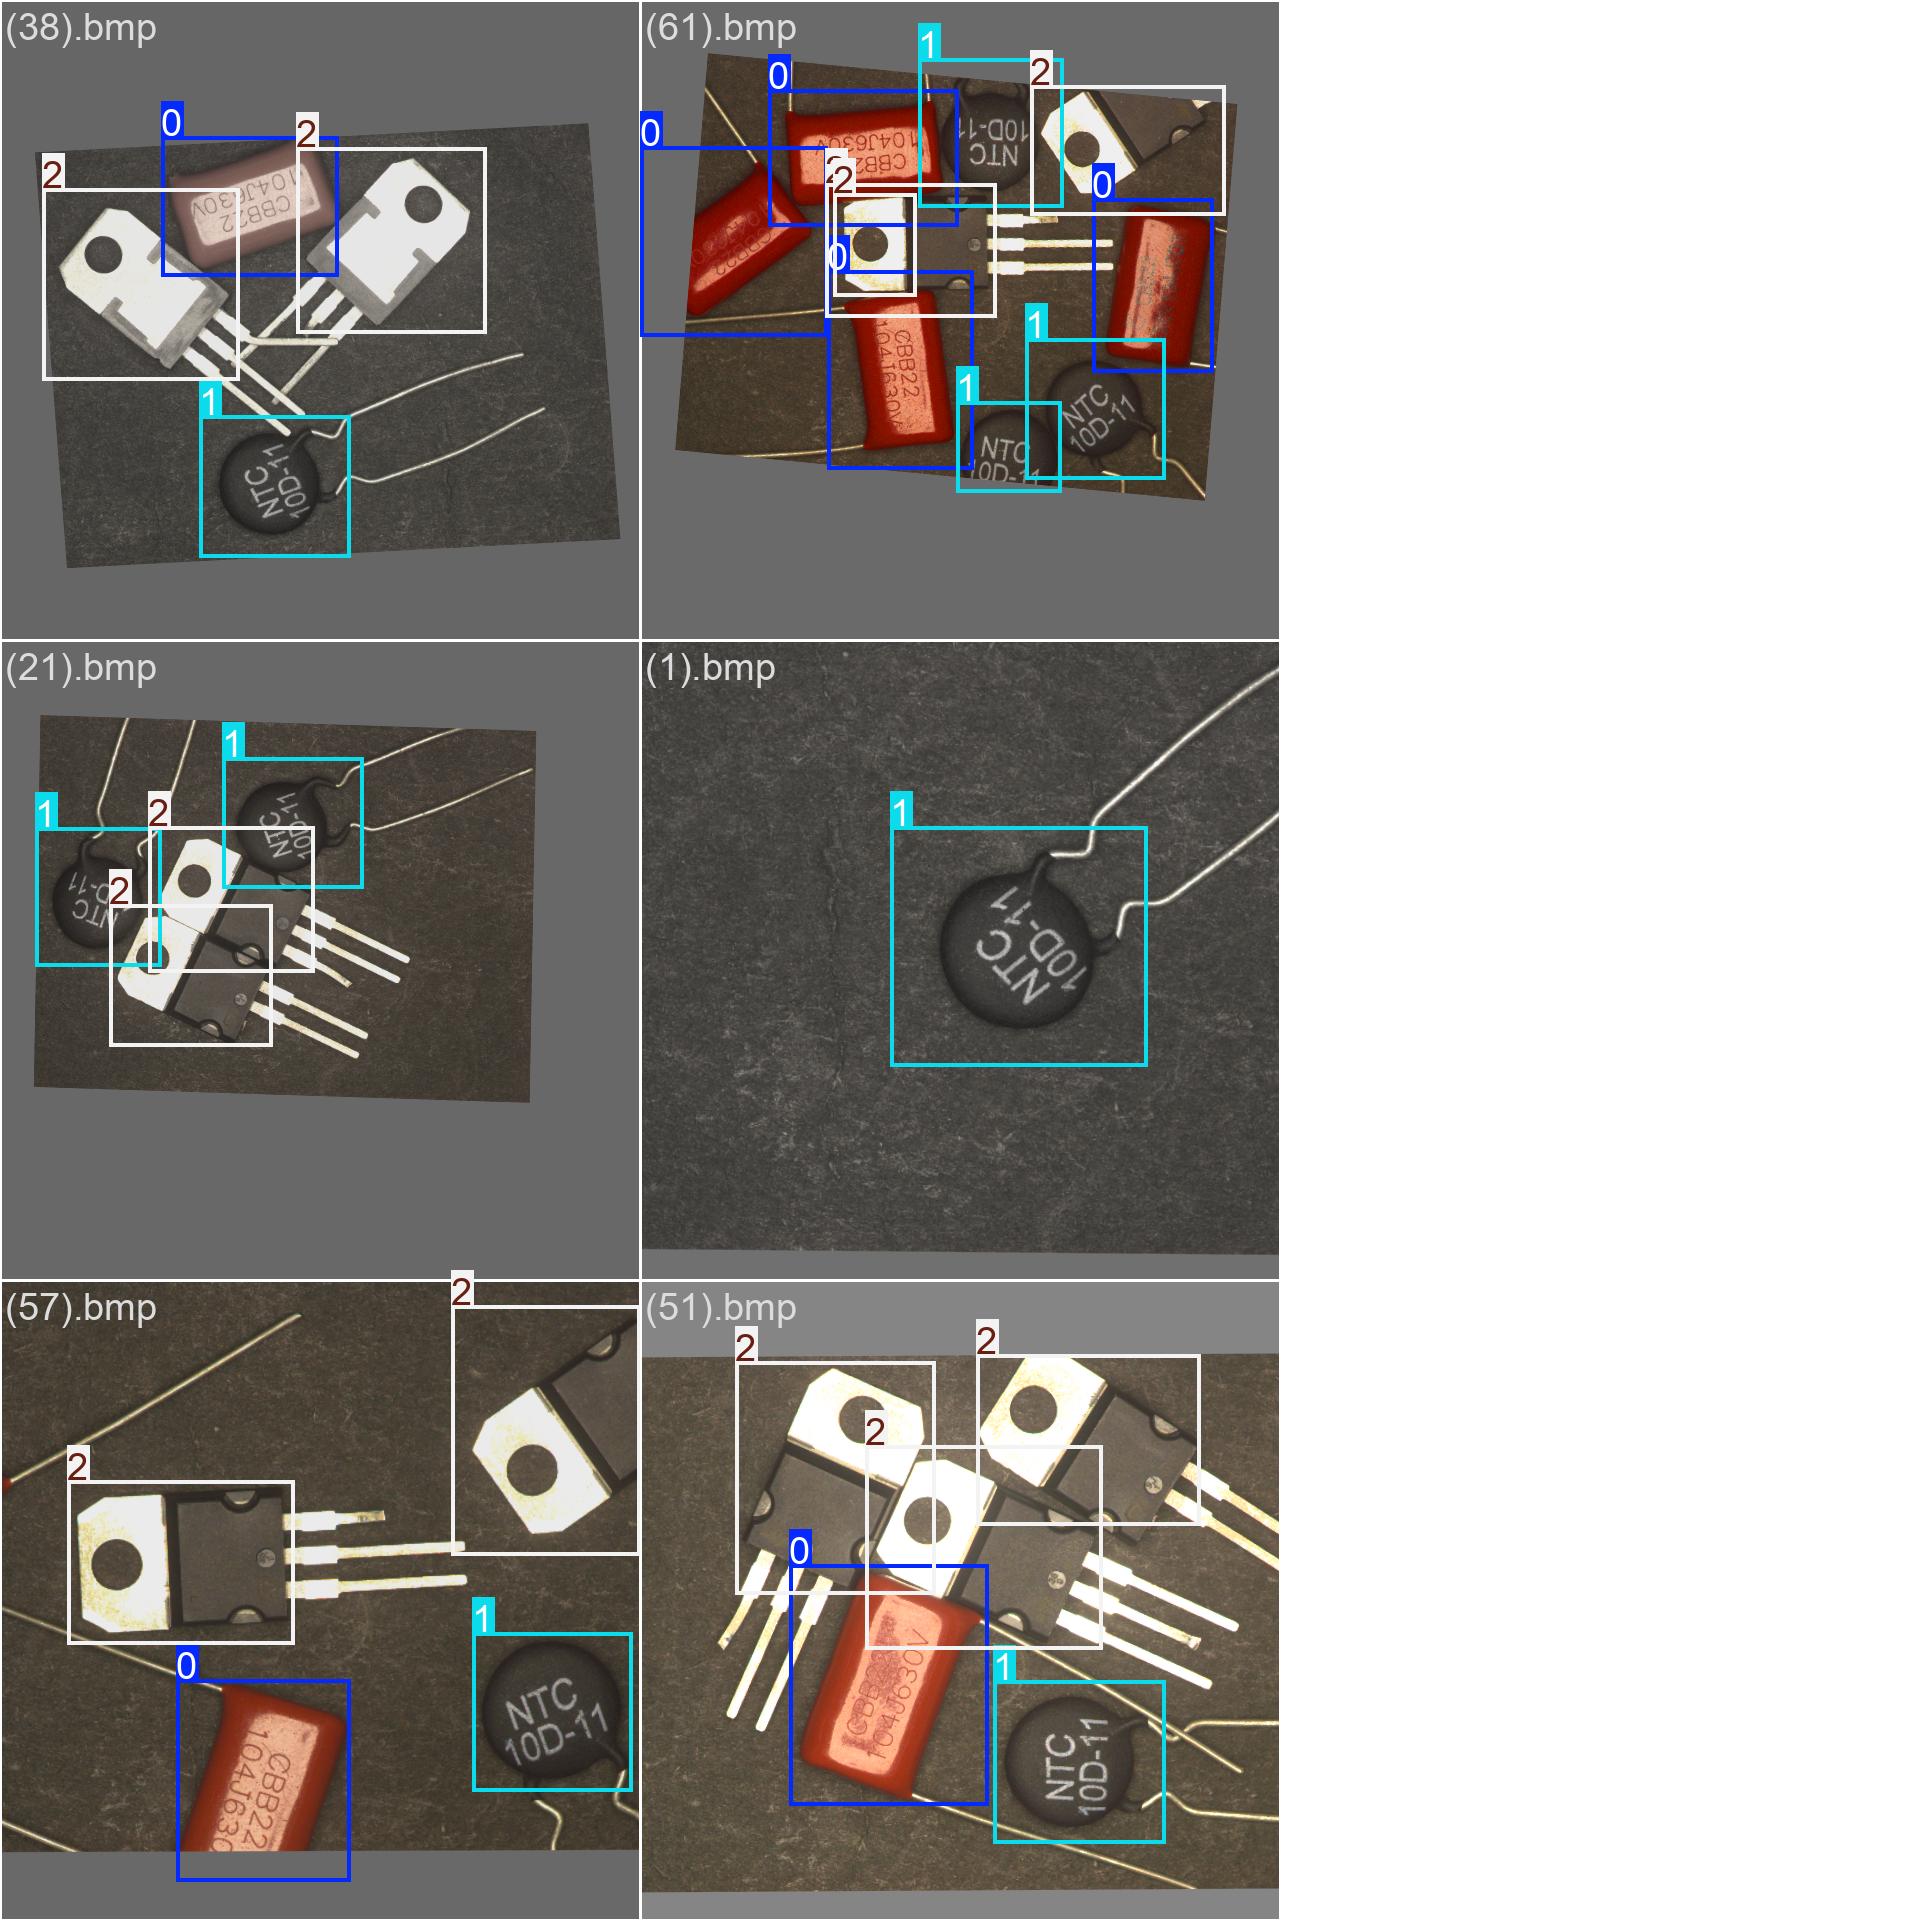 (38).bmp
0
2
2
CBB22
104J630V
1
NTC
10D-11
(61).bmp
1
0
2
0
CBB22
104J630V
NTC
10D-11
2
0
0
CBB22
104J630V
1
1
NTC
10D-11
NTC
10D-11
(21).bmp
1
1
2
2
NTC
10D-11
NTC
D-11
(1).bmp
1
NTC
10D-11
(57).bmp
2
2
0
1
NTC
10D-11
CBB22
104J630
(51).bmp
2
2
2
0
104J630V
1
NTC
10D-11